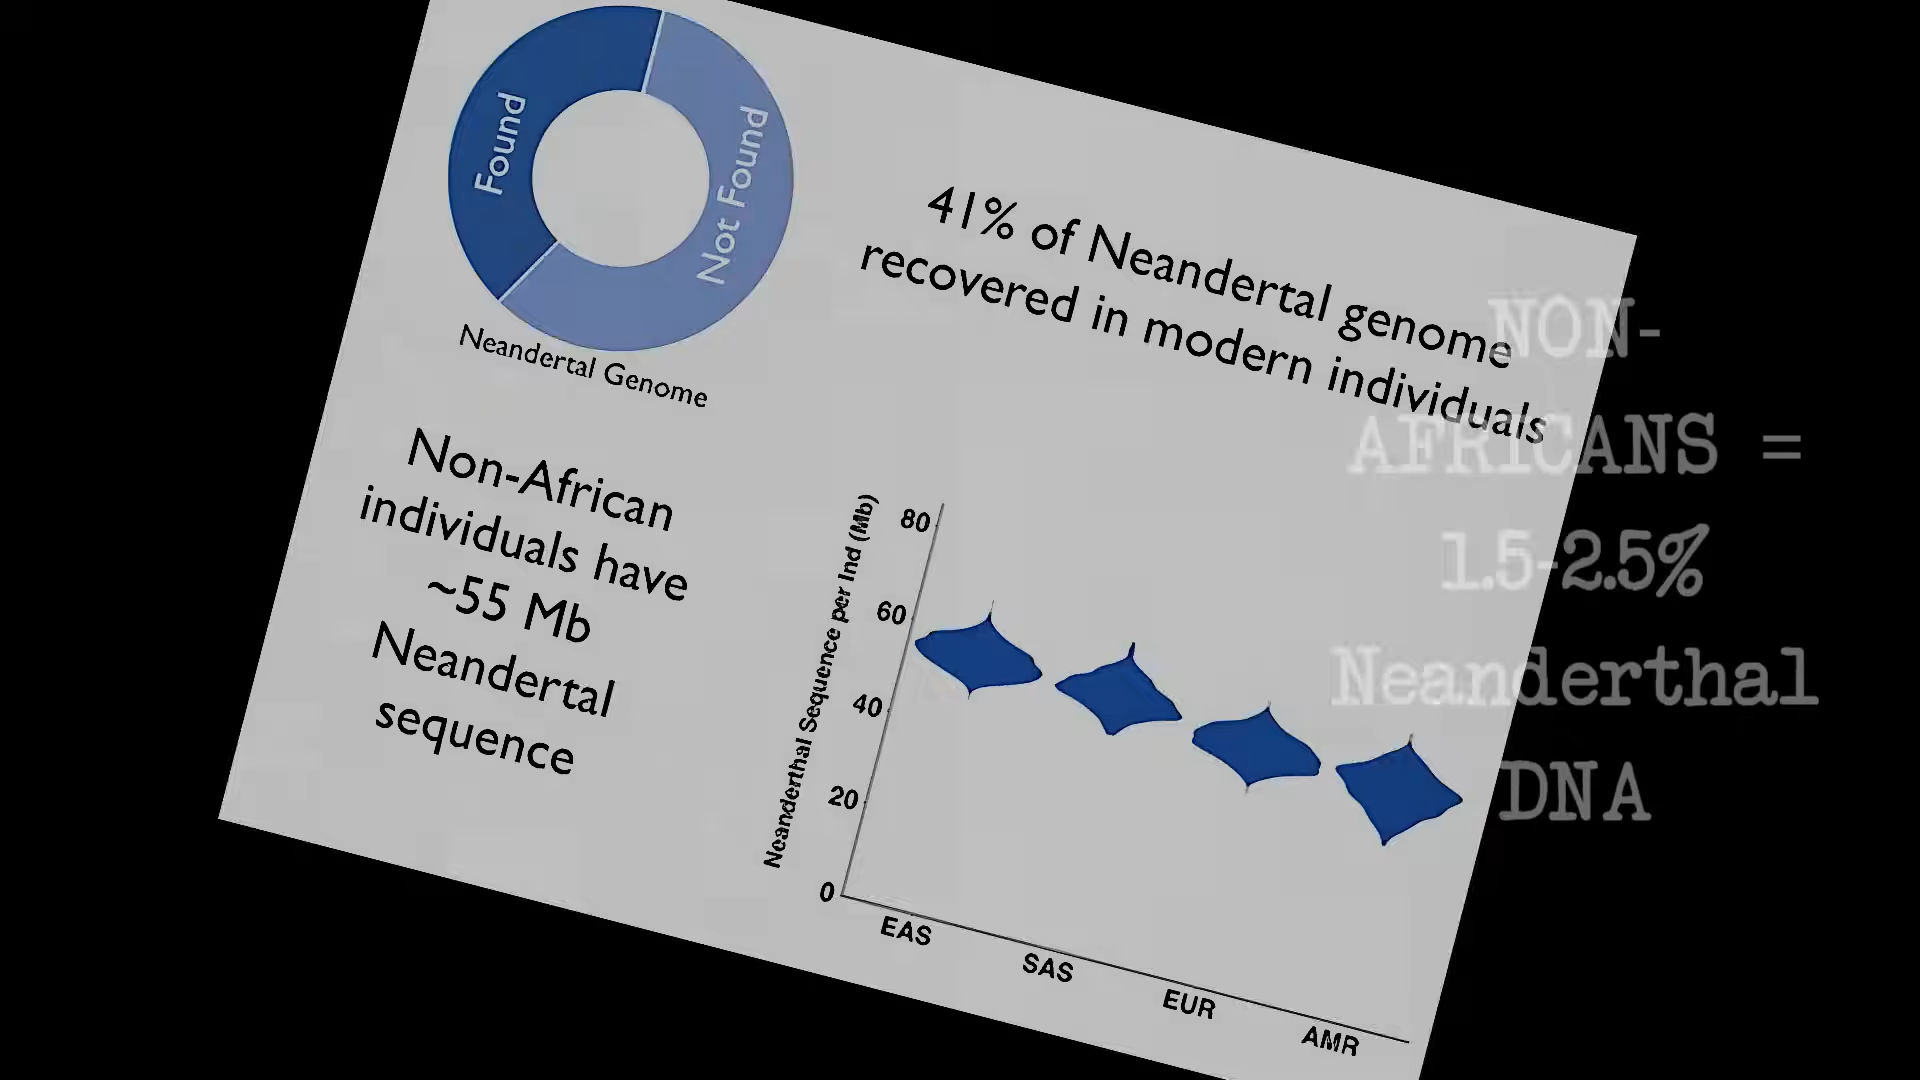 Found
Not Found
Neandertal Genome
41% of Neandertal genome
recovered in modern individuals
Non-African
individuals have
~55 Mb
Neandertal
sequence
Neanderthal Sequence per Ind (Mb)
80
60
40
20
0
EAS
SAS
EUR
AMR
NON-
AFRICANS =
1.5-2.5%
Neanderthal
DNA